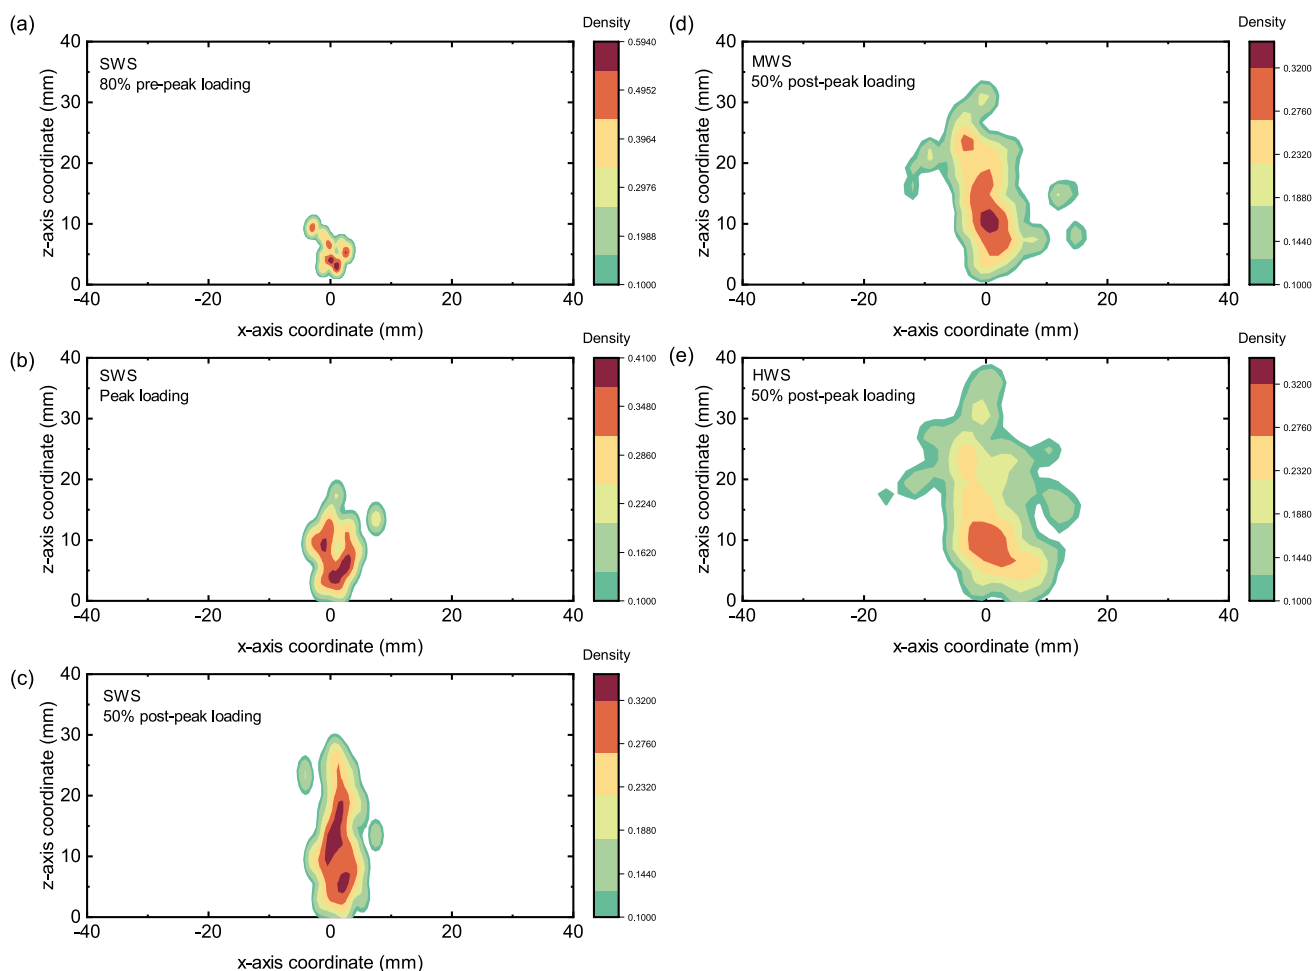 (a)
Density
SWS
80% pre-peak loading
z-axis coordinate (mm)
40
30
20
10
0
-40
-20
0
20
40
x-axis coordinate (mm)
0.5940
0.4952
0.3964
0.2976
0.1988
0.1000
(b)
Density
SWS
Peak loading
z-axis coordinate (mm)
40
30
20
10
0
-40
-20
0
20
40
x-axis coordinate (mm)
0.4100
0.3480
0.2860
0.2240
0.1620
0.1000
(c)
Density
SWS
50% post-peak loading
z-axis coordinate (mm)
40
30
20
10
0
-40
-20
0
20
40
x-axis coordinate (mm)
0.3200
0.2760
0.2320
0.1880
0.1440
0.1000
(d)
Density
MWS
50% post-peak loading
z-axis coordinate (mm)
40
30
20
10
0
-40
-20
0
20
40
x-axis coordinate (mm)
0.3200
0.2760
0.2320
0.1880
0.1440
0.1000
(e)
Density
HWS
50% post-peak loading
z-axis coordinate (mm)
40
30
20
10
0
-40
-20
0
20
40
x-axis coordinate (mm)
0.3200
0.2760
0.2320
0.1880
0.1440
0.1000